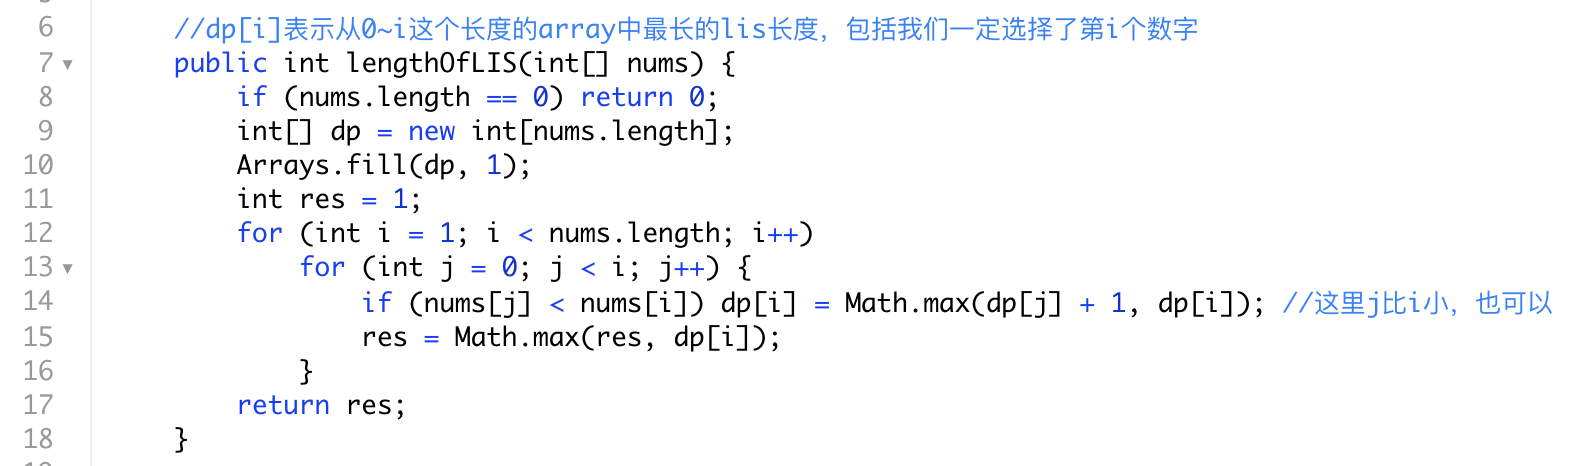 6 //dp[i]表示从0~i这个长度的array中最长的lis长度，包括我们一定选择了第i个数字
7 public int lengthOfLIS(int[] nums) {
8 if (nums.length == 0) return 0;
9 int[] dp = new int[nums.length];
10 Arrays.fill(dp, 1);
11 int res = 1;
12 for (int i = 1; i < nums.length; i++)
13 for (int j = 0; j < i; j++) {
14 if (nums[j] < nums[i]) dp[i] = Math.max(dp[j] + 1, dp[i]); //这里j比i小，也可以
15 res = Math.max(res, dp[i]);
16 }
17 return res;
18 }